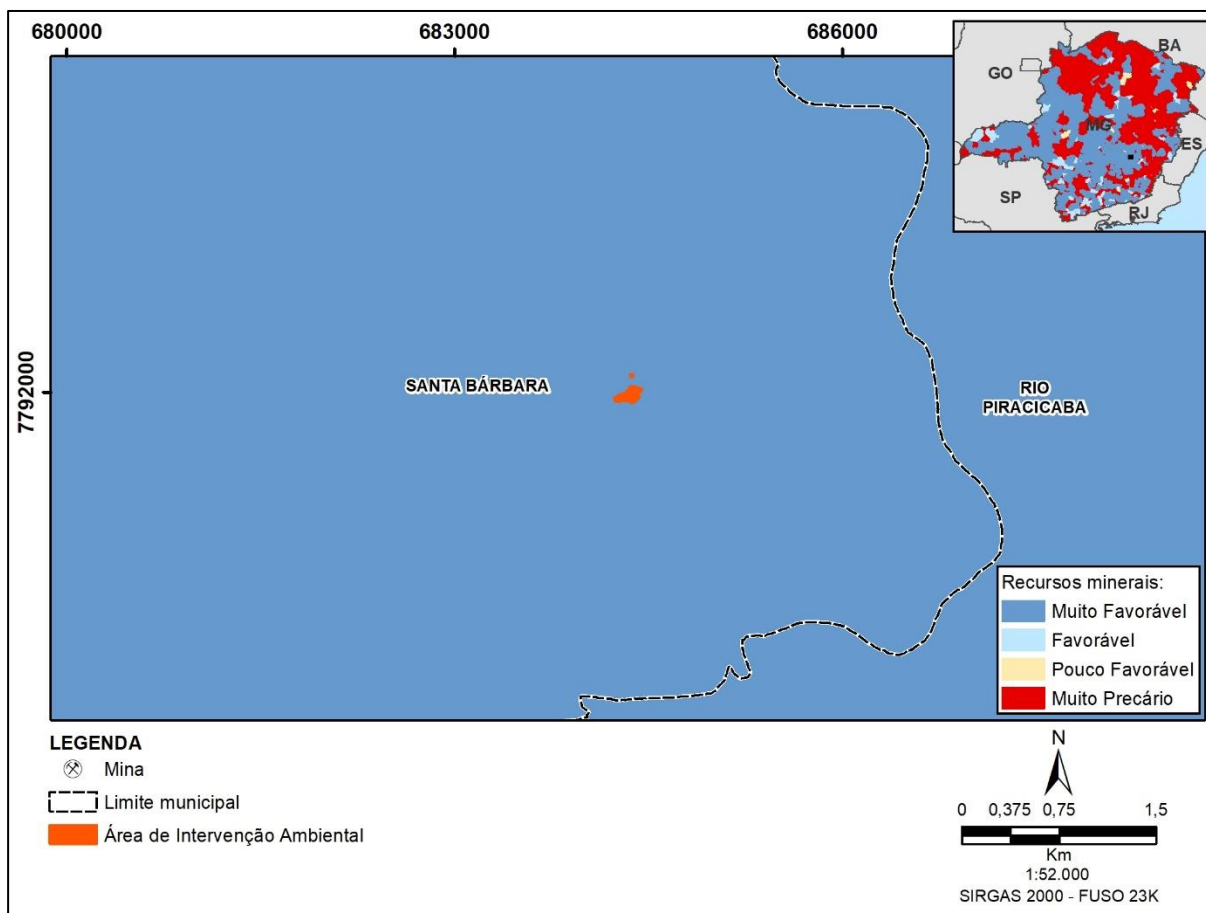 680000
683000
686000
BA
GO
MG
ES
SP
RJ
7792000
SANTA BÁRBARA
RIO
PIRACICABA
Recursos minerais:
Muito Favorável
Favorável
Pouco Favorável
Muito Precário
LEGENDA
Mina
Limite municipal
Área de Intervenção Ambiental
N
0 0,375 0,75 1,5
Km
1:52.000
SIRGAS 2000 - FUSO 23K